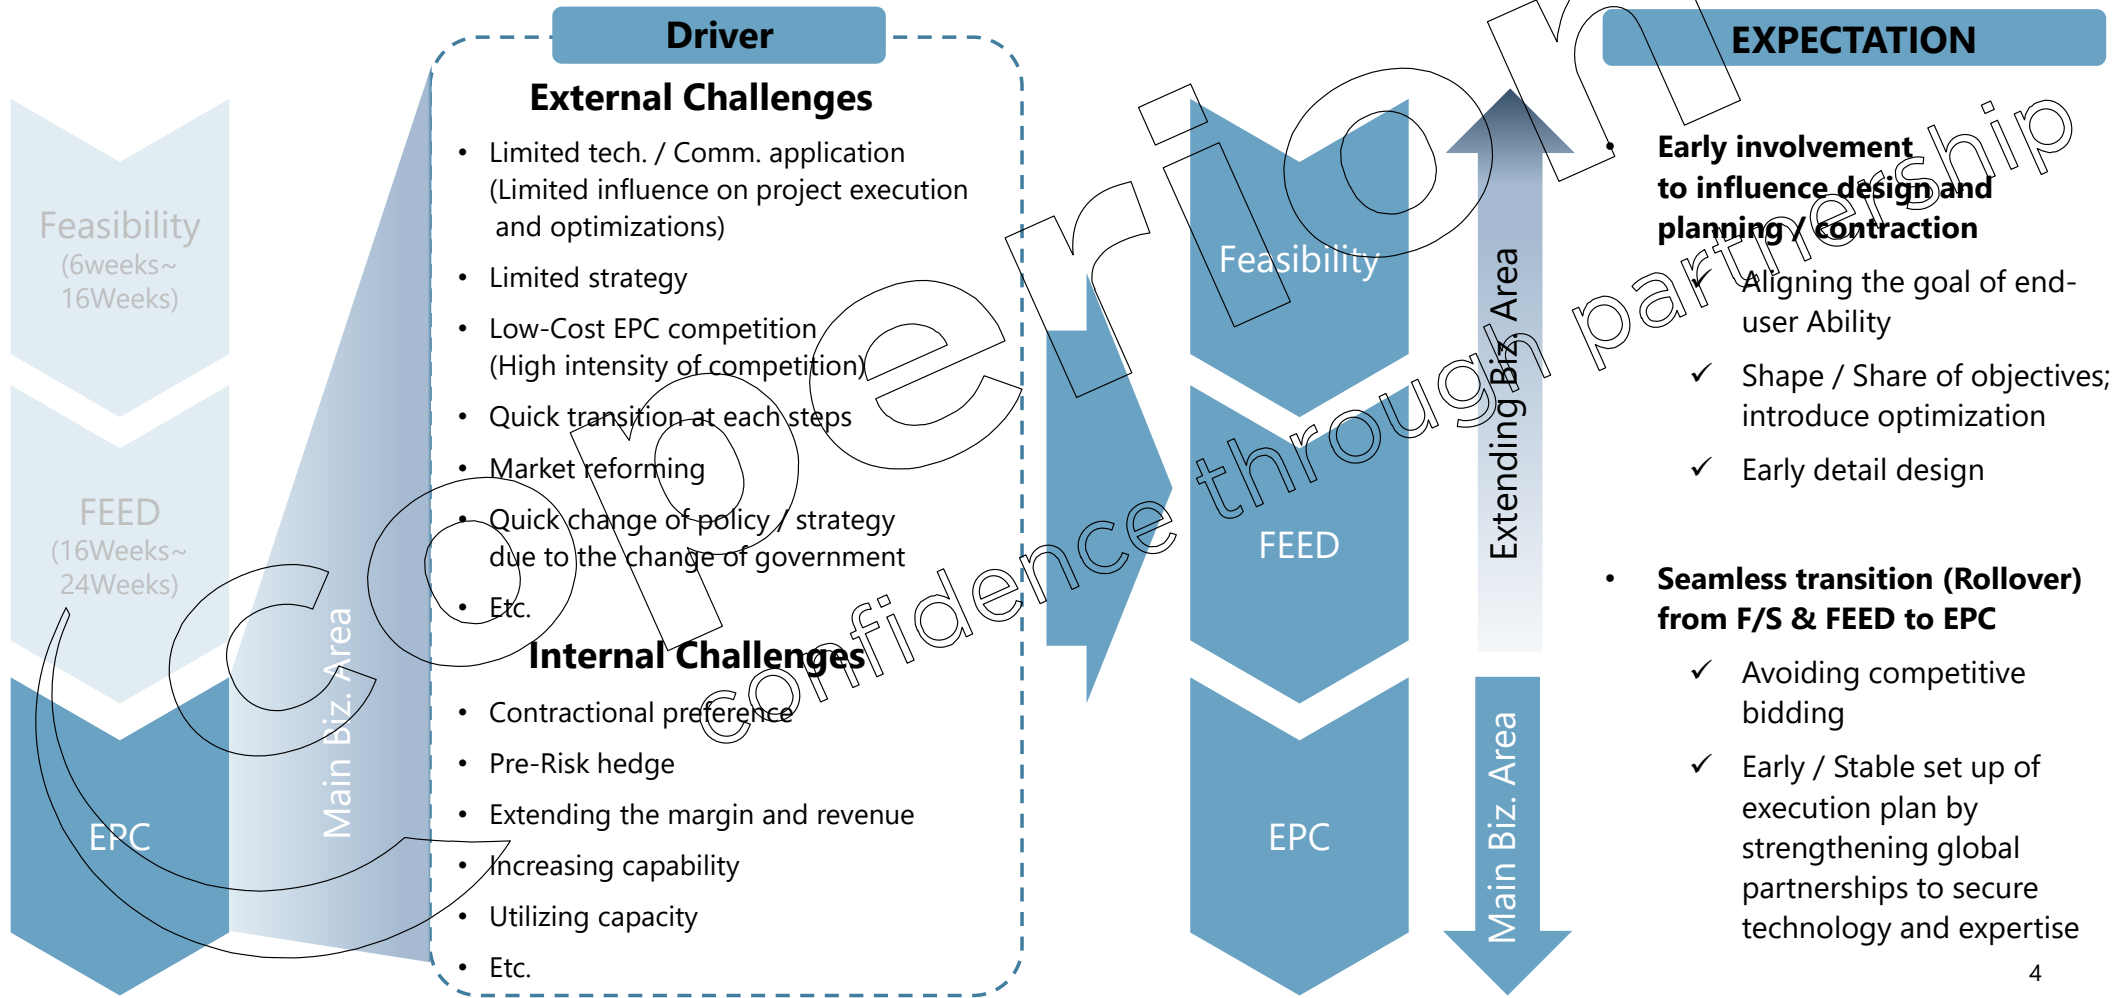 Feasibility
(6weeks~
16Weeks)
FEED
(16Weeks~
24Weeks)
EPC
Main Biz. Area
Driver
External Challenges
• Limited tech. / Comm. application
(Limited influence on project execution
and optimizations)
• Limited strategy
• Low-Cost EPC competition
(High intensity of competition)
• Quick transition at each steps
• Market reforming
• Quick change of policy / strategy
due to the change of government
• Etc.
Internal Challenges
• Contractional preference
• Pre-Risk hedge
• Extending the margin and revenue
• Increasing capability
• Utilizing capacity
• Etc.
Feasibility
FEED
EPC
Extending Biz. Area
Main Biz. Area
EXPECTATION
• Early involvement
to influence design and
planning / contraction
✓ Aligning the goal of end-
user Ability
✓ Shape / Share of objectives;
introduce optimization
✓ Early detail design
• Seamless transition (Rollover)
from F/S & FEED to EPC
✓ Avoiding competitive
bidding
✓ Early / Stable set up of
execution plan by
strengthening global
partnerships to secure
technology and expertise
4
coperion
confidence through partnership